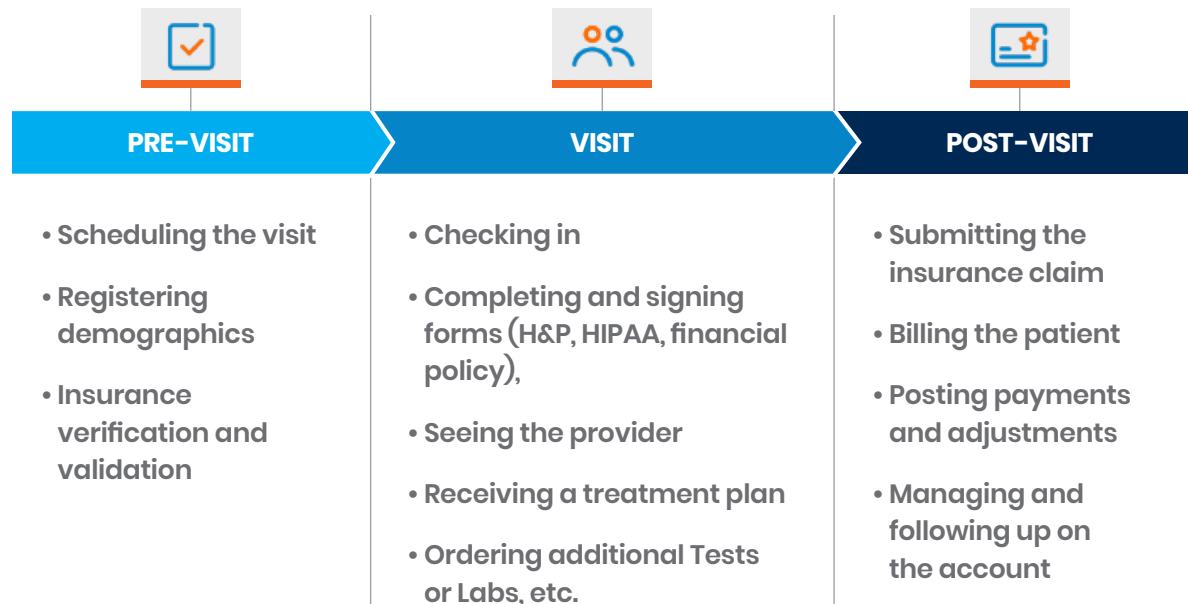 PRE-VISIT
• Scheduling the visit
• Registering
demographics
• Insurance
verification and
validation
VISIT
• Checking in
• Completing and signing
forms (H&P, HIPAA, financial
policy),
• Seeing the provider
• Receiving a treatment plan
• Ordering additional Tests
or Labs, etc.
POST-VISIT
• Submitting the
insurance claim
• Billing the patient
• Posting payments
and adjustments
• Managing and
following up on
the account